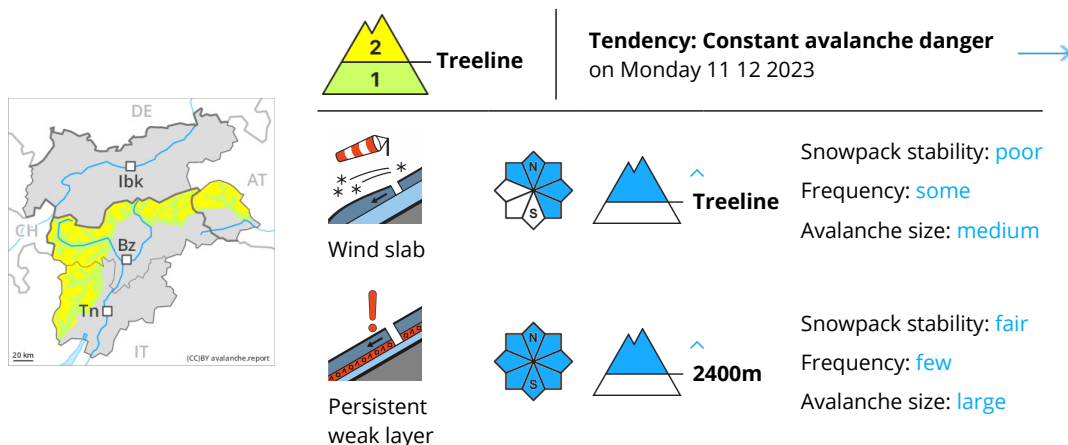 2
1
Treeline
Tendency: Constant avalanche danger
on Monday 11 12 2023
DE
Ibk
AT
CH
Bz
Tn
IT
20 km
(CC)BY avalanche.report
Wind slab
N
S
Treeline
Snowpack stability: poor
Frequency: some
Avalanche size: medium
Persistent
weak layer
N
S
2400m
Snowpack stability: fair
Frequency: few
Avalanche size: large